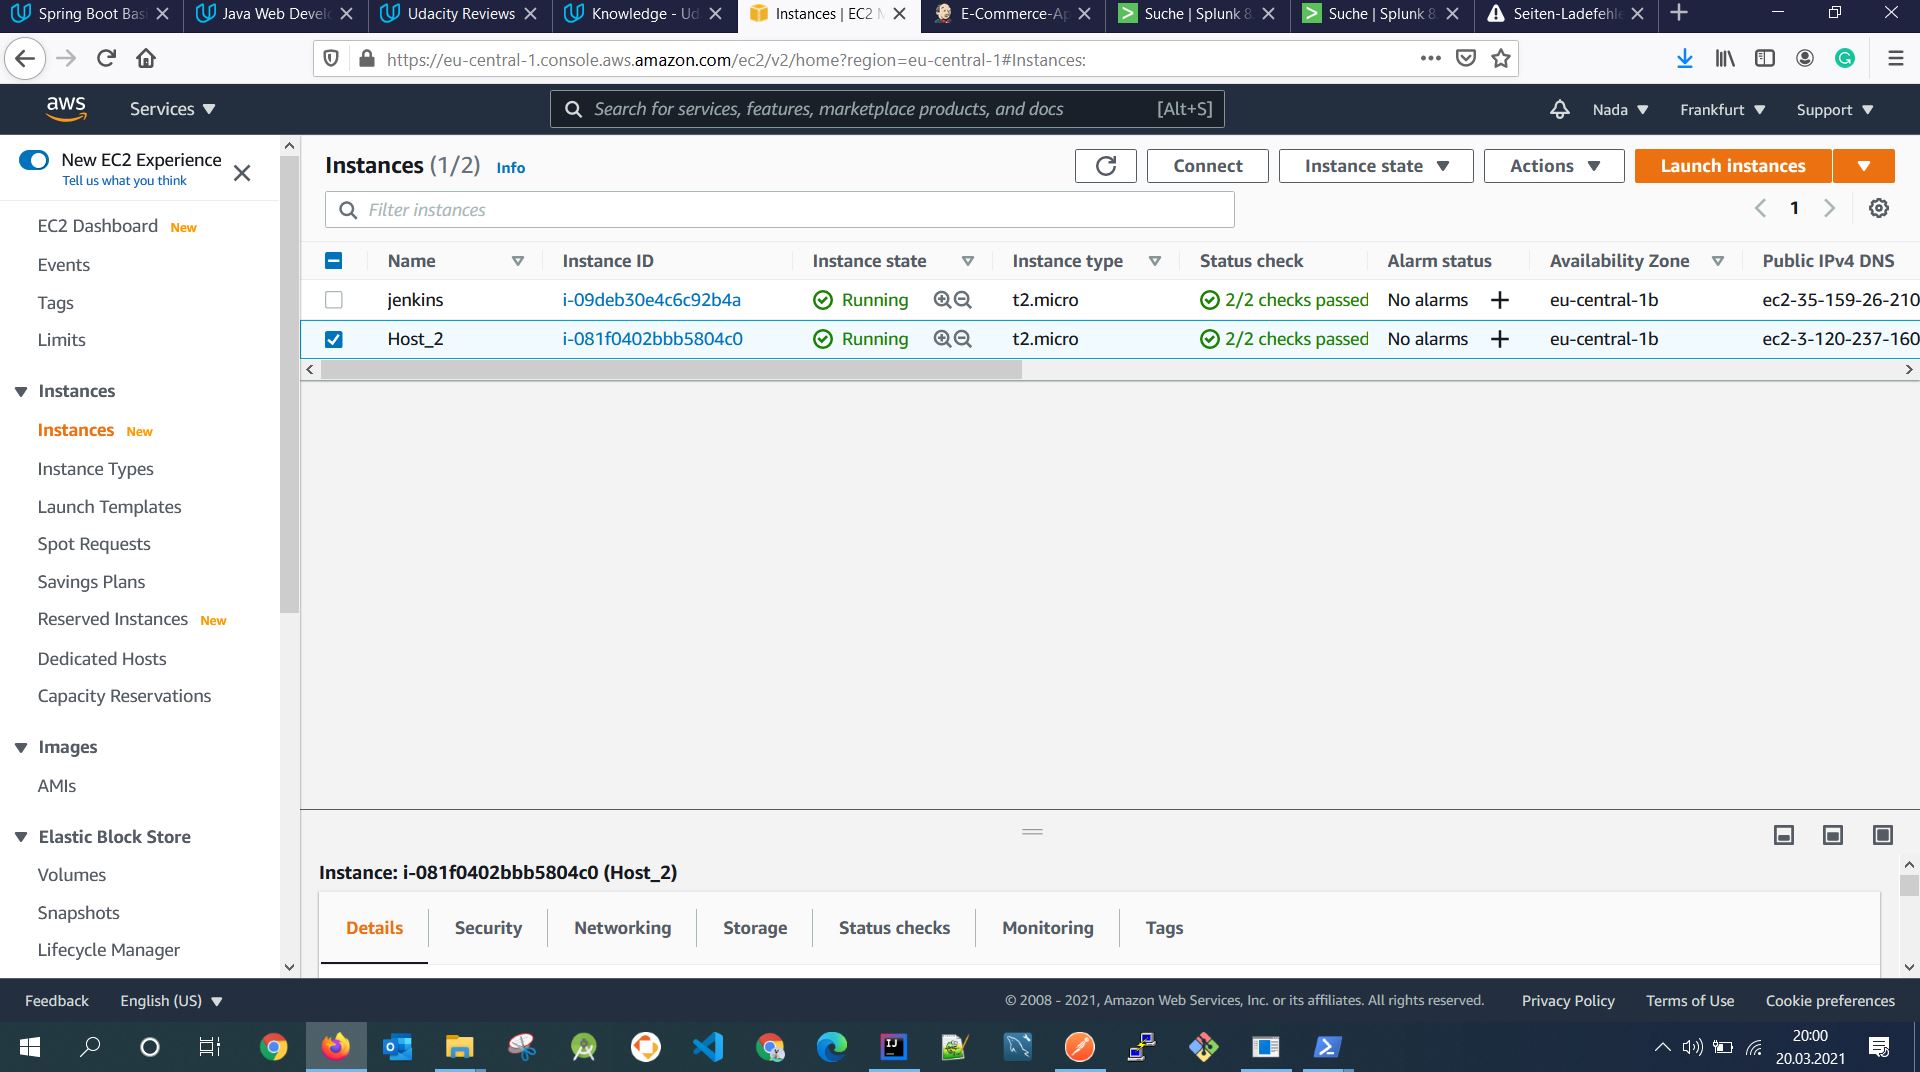 Spring Boot Basi
Java Web Devel
Udacity Reviews
Knowledge - Ud
Instances | EC2 M
E-Commerce-Ap
Suche | Splunk 8.
Suche | Splunk 8.
Seiten-Ladefehle
https://eu-central-1.console.aws.amazon.com/ec2/v2/home?region=eu-central-1#Instances:
aws
Services
Search for services, features, marketplace products, and docs
[Alt+S]
Nada
Frankfurt
Support
New EC2 Experience
Tell us what you think
EC2 Dashboard New
Events
Tags
Limits
Instances
Instances New
Instance Types
Launch Templates
Spot Requests
Savings Plans
Reserved Instances New
Dedicated Hosts
Capacity Reservations
Images
AMIs
Elastic Block Store
Volumes
Snapshots
Lifecycle Manager
Instances (1/2) Info
Connect
Instance state
Actions
Launch instances
Filter instances
1
Name Instance ID Instance state Instance type Status check Alarm status Availability Zone Public IPv4 DNS
jenkins i-09deb30e4c6c92b4a Running t2.micro 2/2 checks passed No alarms + eu-central-1b ec2-35-159-26-210
Host_2 i-081f0402bbb5804c0 Running t2.micro 2/2 checks passed No alarms + eu-central-1b ec2-3-120-237-160
Instance: i-081f0402bbb5804c0 (Host_2)
Details Security Networking Storage Status checks Monitoring Tags
Feedback English (US) © 2008 - 2021, Amazon Web Services, Inc. or its affiliates. All rights reserved. Privacy Policy Terms of Use Cookie preferences
20:00
20.03.2021